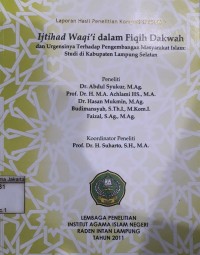 Laporan Hasil Penelitian
Ijtihad Waqi'i dalam Fiqih Dakwah
dan Urgensinya Terhadap Pengembangan Masyarakat Islam:
Studi di Kabupaten Lampung Selatan
Peneliti
Dr. Abdul Syukur, M.Ag.
Prof. Dr. H. M.A. Achlami HS., M.A.
Dr. Hasan Mukmin, M.Ag.
Budimansyah, S.Th.I., M.Kom.I.
Faizal, S.Ag., M.Ag.
Koordinator Peneliti
Prof. Dr. H. Suharto, S.H., M.A.
LEMBAGA PENELITIAN
INSTITUT AGAMA ISLAM NEGERI
RADEN INTAN LAMPUNG
TAHUN 2011